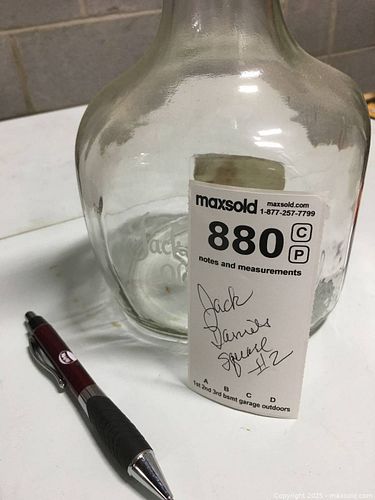 maxsold maxsold.com
1-877-257-7799
880 C
P
notes and measurements
Jack
Daniels
square
#2
A B C D
1st 2nd 3rd bsmt garage outdoors
Jack
Copyright 2025 - maxsold.com